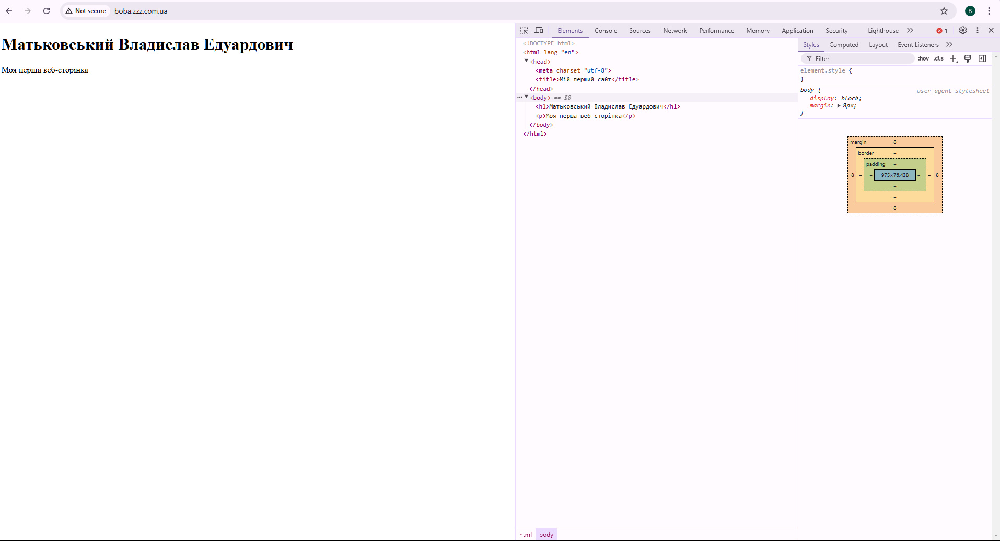 Not secure boba.zzz.com.ua B
Матьковський Владислав Едуардович
Моя перша веб-сторінка
Elements Console Sources Network Performance Memory Application Security Lighthouse 1
<!DOCTYPE html>
<html lang="en">
<head>
<meta charset="utf-8">
<title>Мій перший сайт</title>
</head>
<body> == $0
<h1>Матьковський Владислав Едуардович</h1>
<p>Моя перша веб-сторінка</p>
</body>
</html>
html body
Styles Computed Layout Event Listeners
Filter :hov .cls
element.style {
}
body { user agent stylesheet
display: block;
margin: 8px;
}
margin 8
border –
padding –
8 – – 975×76.438 – – 8
–
–
8